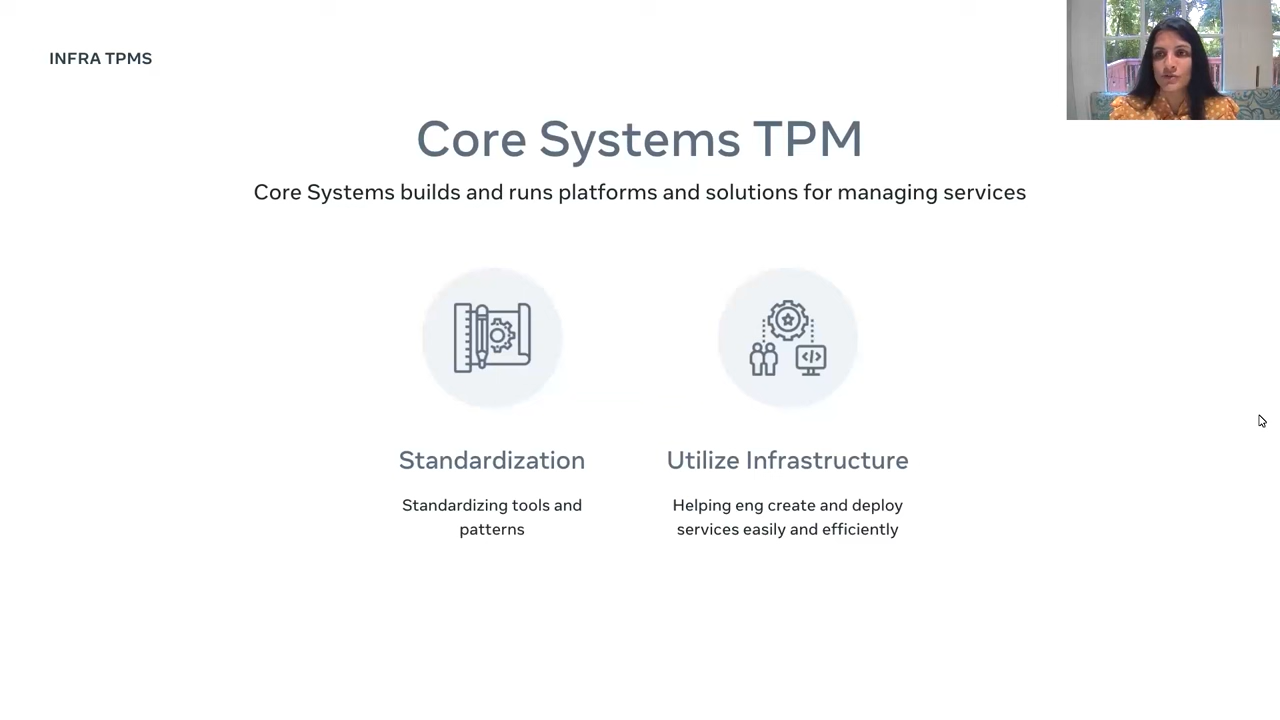 INFRA TPMS
Core Systems TPM
Core Systems builds and runs platforms and solutions for managing services
Standardization
Standardizing tools and
patterns
Utilize Infrastructure
Helping eng create and deploy
services easily and efficiently